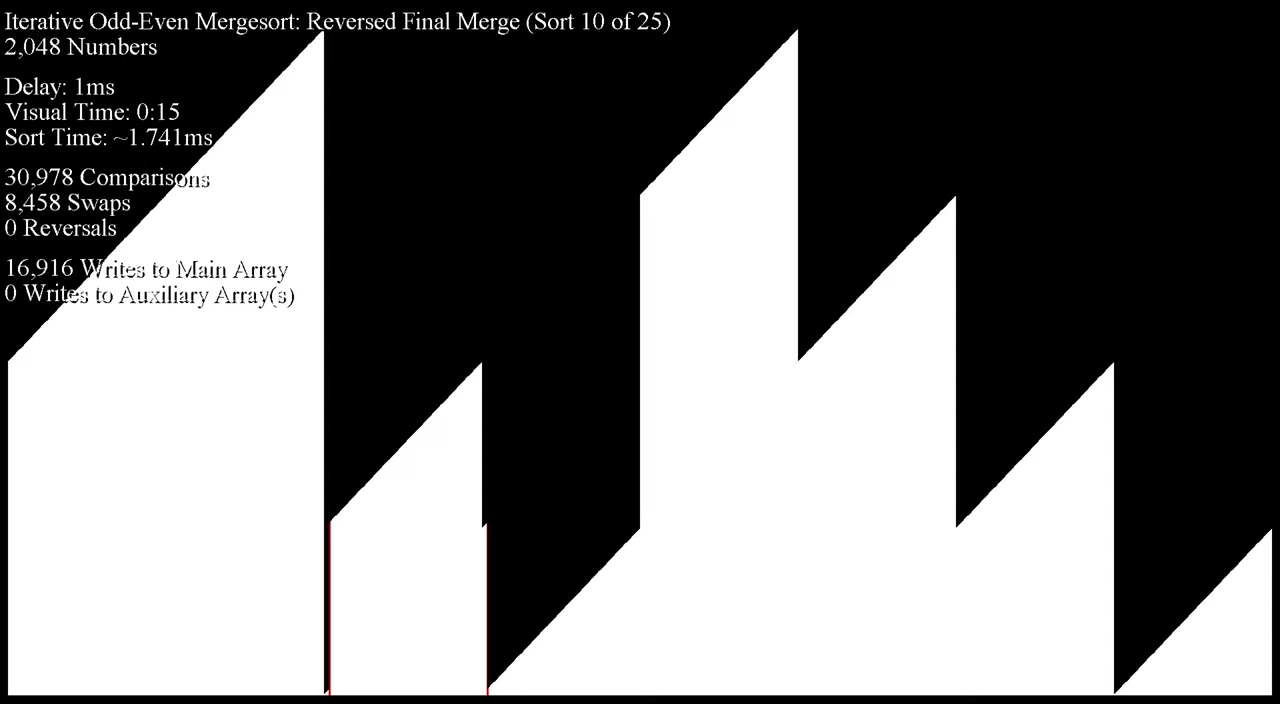 Iterative Odd-Even Mergesort: Reversed Final Merge (Sort 10 of 25)
2,048 Numbers
Delay: 1ms
Visual Time: 0:15
Sort Time: ~1.741ms
30,978 Comparisons
8,458 Swaps
0 Reversals
16,916 Writes to Main Array
0 Writes to Auxiliary Array(s)